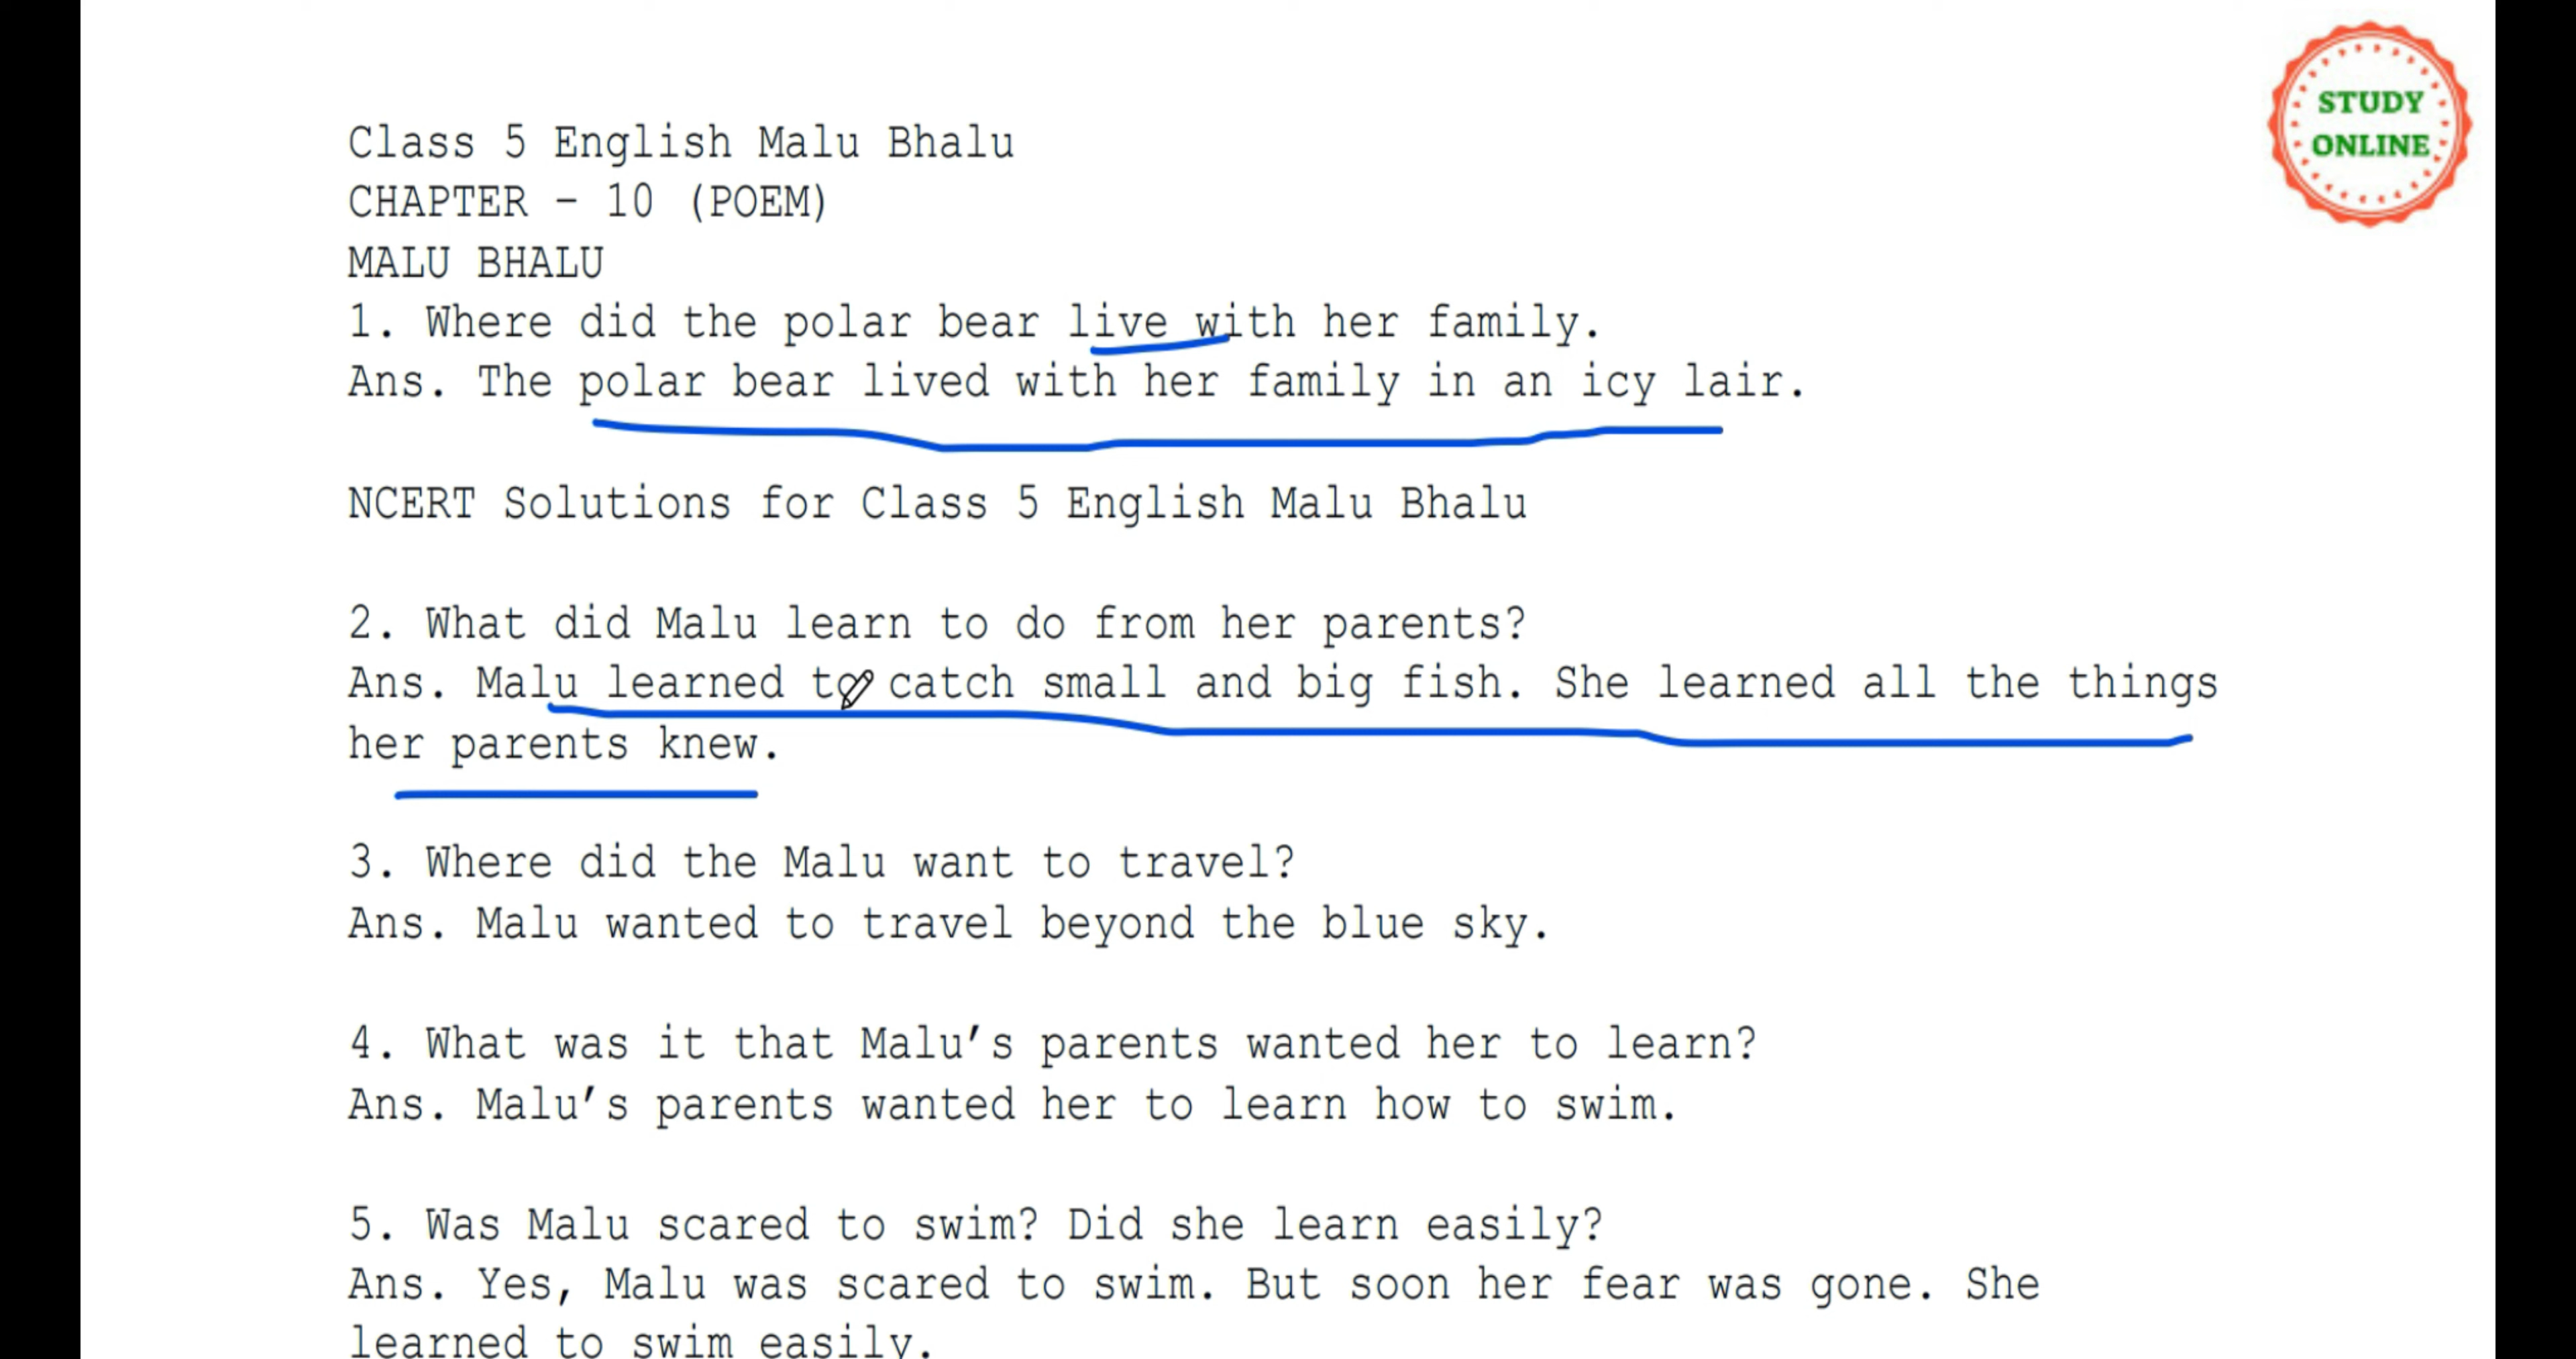 STUDY
ONLINE
Class 5 English Malu Bhalu
CHAPTER - 10 (POEM)
MALU BHALU
1. Where did the polar bear live with her family.
Ans. The polar bear lived with her family in an icy lair.
NCERT Solutions for Class 5 English Malu Bhalu
2. What did Malu learn to do from her parents?
Ans. Malu learned to catch small and big fish. She learned all the things
her parents knew.
3. Where did the Malu want to travel?
Ans. Malu wanted to travel beyond the blue sky.
4. What was it that Malu’s parents wanted her to learn?
Ans. Malu’s parents wanted her to learn how to swim.
5. Was Malu scared to swim? Did she learn easily?
Ans. Yes, Malu was scared to swim. But soon her fear was gone. She
learned to swim easily.